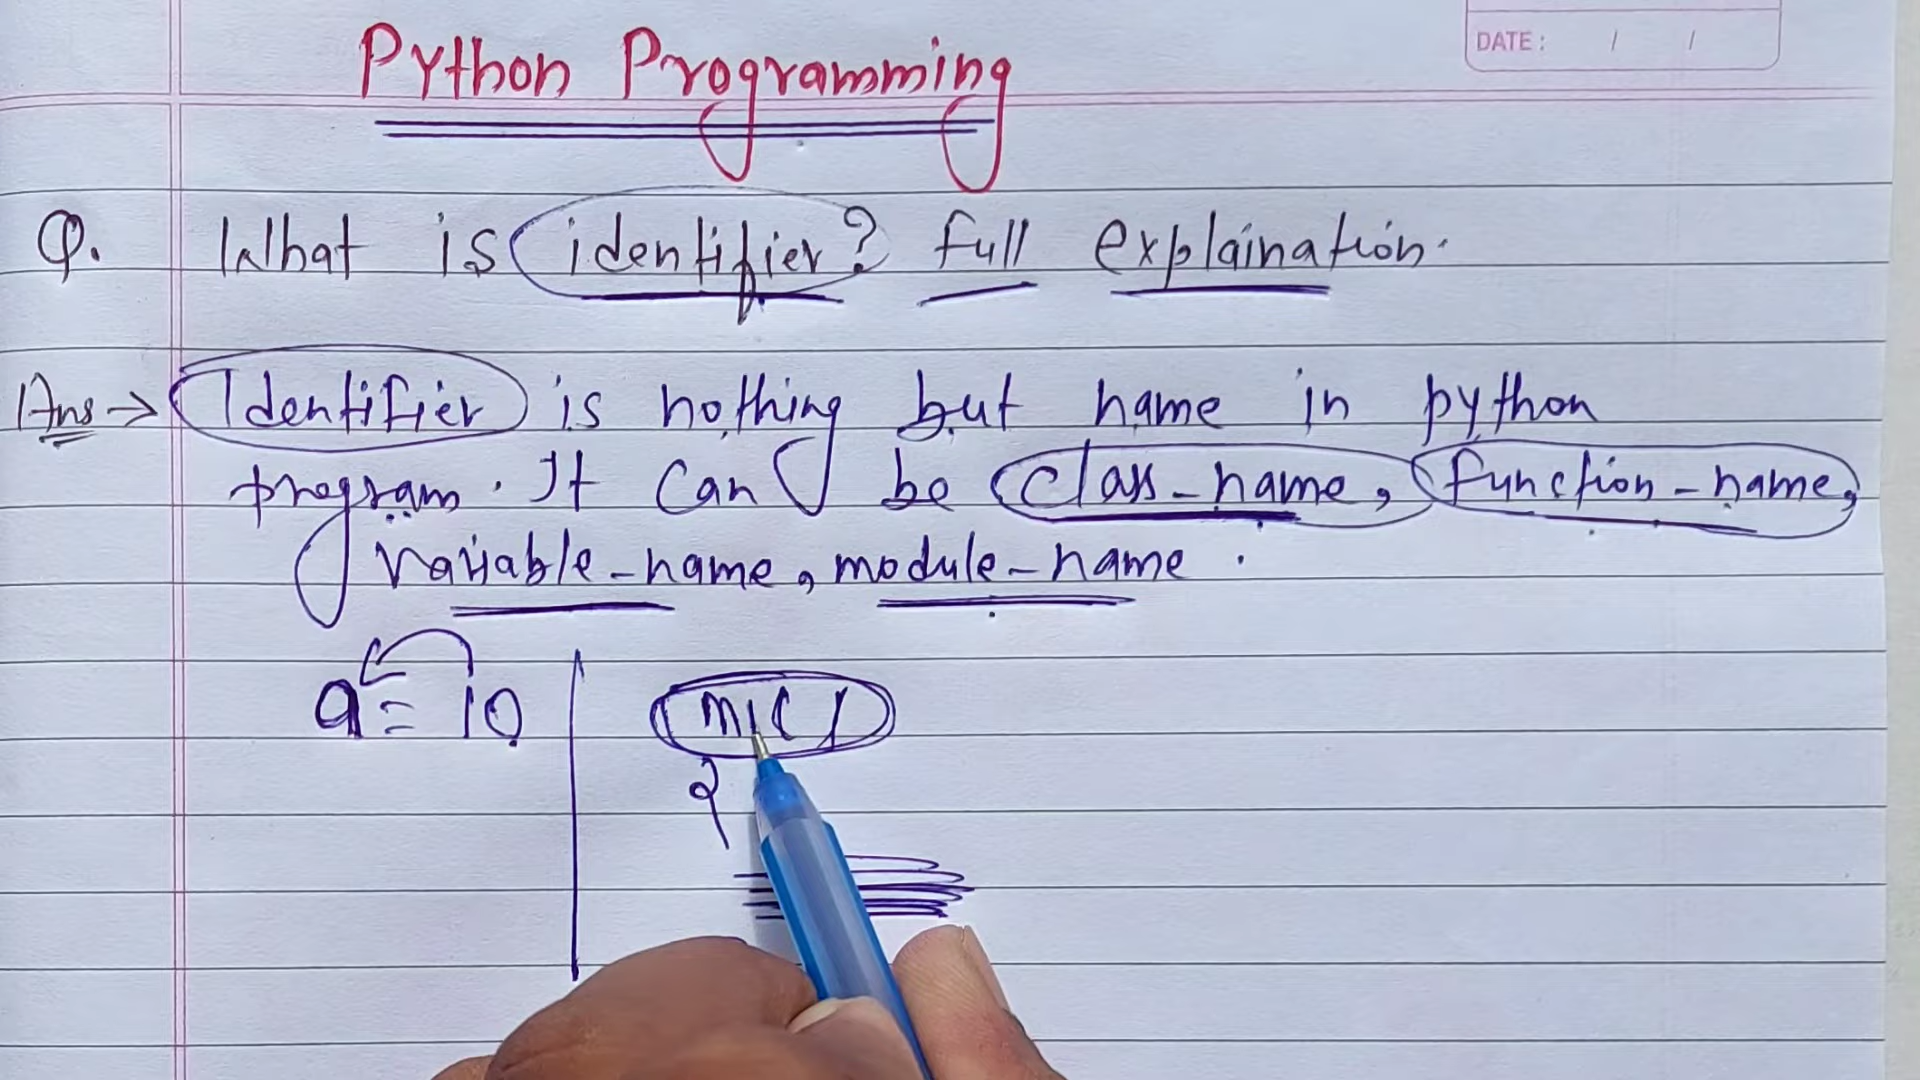 DATE: / /
Python Programming
Q. What is identifier? full explaination.
Ans → Identifier is nothing but name in python
program. It can be class_name, function_name,
variable_name, module_name.
a = 10